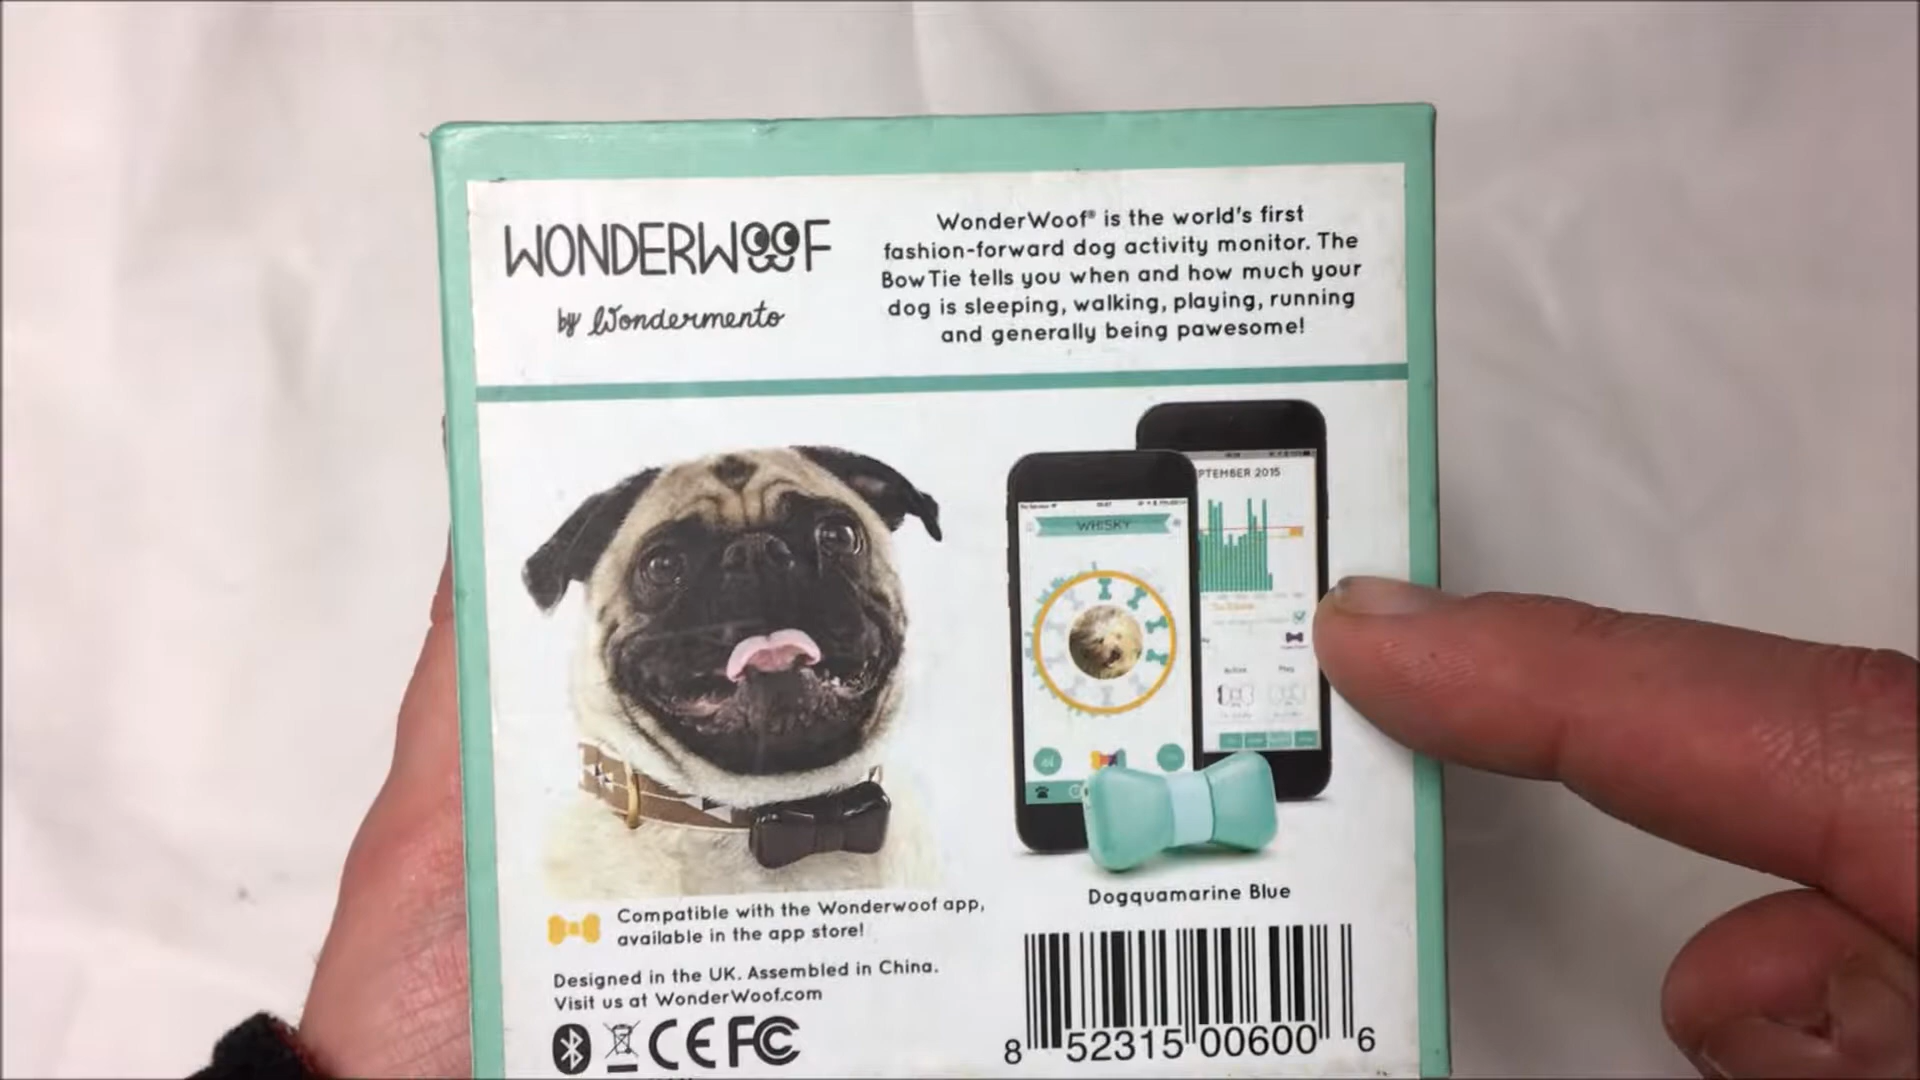 WONDERWOOF
by Wondermento
WonderWoof® is the world's first
fashion-forward dog activity monitor. The
BowTie tells you when and how much your
dog is sleeping, walking, playing, running
and generally being pawesome!
PTEMBER 2015
WHISKY
Dogquamarine Blue
Compatible with the Wonderwoof app,
available in the app store!
Designed in the UK. Assembled in China.
Visit us at WonderWoof.com
CE FC
8 52315 00600 6